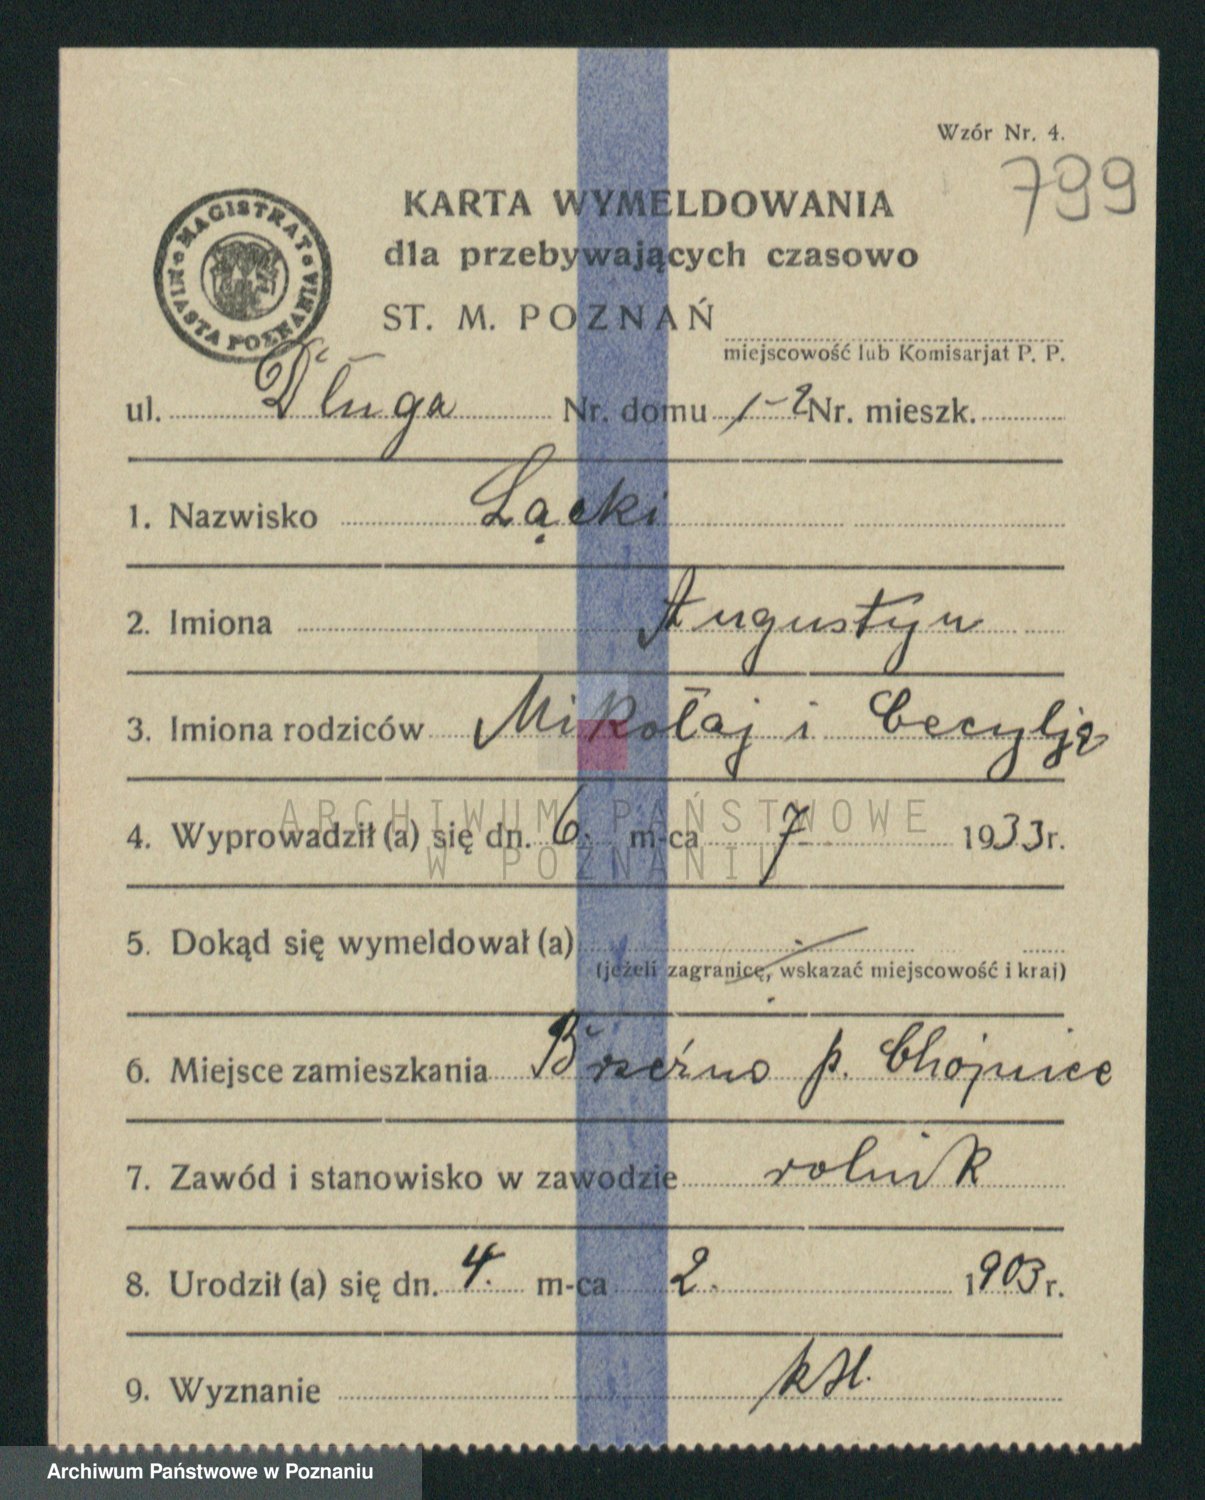 Wzór Nr. 4.
799
KARTA WYMELDOWANIA
dla przebywających czasowo
MAGISTRAT MIASTA POZNANIA
ST. M. POZNAŃ
miejscowość lub Komisarjat P. P.
ul. Długa Nr. domu 1-2 Nr. mieszk.
1. Nazwisko Łącki
2. Imiona Augustyn
3. Imiona rodziców Mikołaj i Cecylję
4. Wyprowadził (a) się dn. 6. m-ca 7 1933 r.
ARCHIWUM PAŃSTWOWE
W POZNANIU
5. Dokąd się wymeldował (a)
(jeżeli zagranicę, wskazać miejscowość i kraj)
6. Miejsce zamieszkania Brzeźno p. Chojnice
7. Zawód i stanowisko w zawodzie rolnik
8. Urodził (a) się dn. 4. m-ca 2. 1903 r.
9. Wyznanie
Archiwum Państwowe w Poznaniu